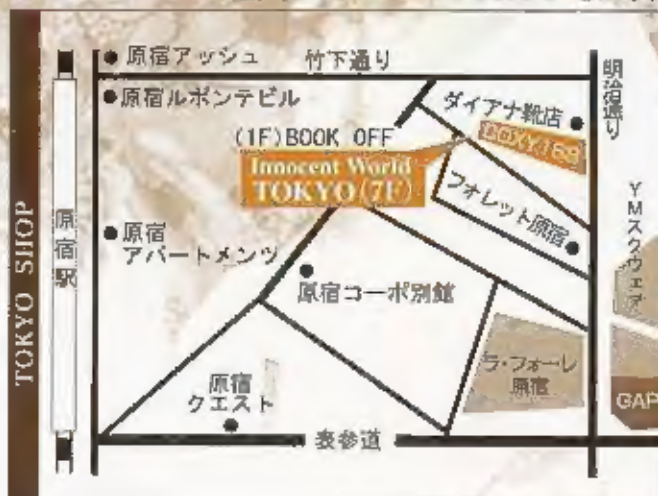 TOKYO SHOP
原宿駅
原宿アッシュ
竹下通り
明治通り
原宿ルポンテビル
ダイアナ靴店
(1F)BOOK OFF
Innocent World
TOKYO(7F)
フォレット原宿
YMスクウェア
原宿
アパートメンツ
原宿コーポ別館
ラ・フォーレ
原宿
原宿
クエスト
GAP
表参道